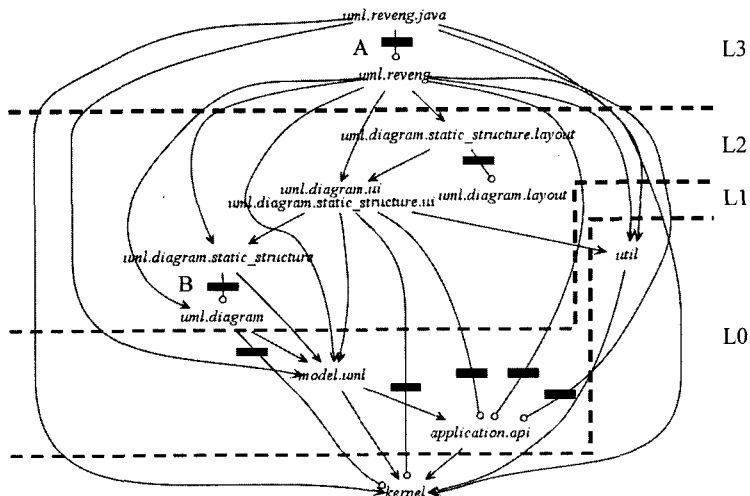 uml.reveng.java
A
L3
uml.reveng
uml.diagram.static_structure.layout
L2
uml.diagram.ui
uml.diagram.layout
L1
uml.diagram.static_structure.ui
uml.diagram.static_structure
util
B
uml.diagram
L0
model.uml
application.api
kernel